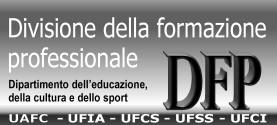 Divisione della formazione
professionale
Dipartimento dell'educazione,
della cultura e dello sport
DFP
UAFC - UFIA - UFCS - UFSS - UFCI